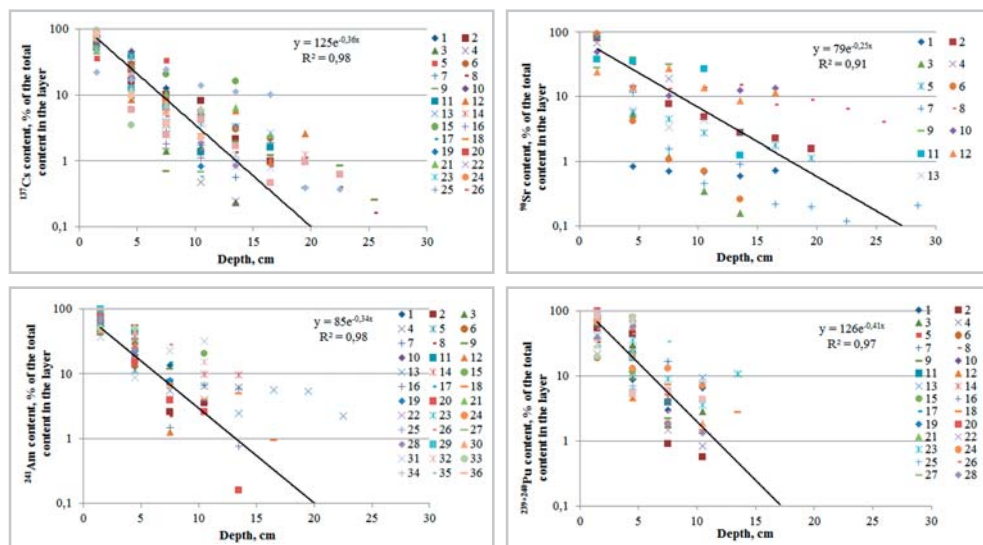 ¹³⁷Cs content, % of the total
content in the layer
100
10
1
0,1
0 5 10 15 20 25 30
Depth, cm
y = 125e⁻⁰,³⁶ˣ
R² = 0,98
1 2
3 4
5 6
7 8
9 10
11 12
13 14
15 16
17 18
19 20
21 22
23 24
25 26
⁹⁰Sr content, % of the total
content in the layer
100
10
1
0,1
0 5 10 15 20 25 30
Depth, cm
y = 79e⁻⁰,²⁵ˣ
R² = 0,91
1 2
3 4
5 6
7 8
9 10
11 12
13
²⁴¹Am content, % of the total
content in the layer
100
10
1
0,1
0 5 10 15 20 25 30
Depth, cm
y = 85e⁻⁰,³⁴ˣ
R² = 0,98
1 2 3
4 5 6
7 8 9
10 11 12
13 14 15
16 17 18
19 20 21
22 23 24
25 26 27
28 29 30
31 32 33
34 35 36
²³⁹⁺²⁴⁰Pu content, % of the total
content in the layer
100
10
1
0,1
0 5 10 15 20 25 30
Depth, cm
y = 126e⁻⁰,⁴¹ˣ
R² = 0,97
1 2
3 4
5 6
7 8
9 10
11 12
13 14
15 16
17 18
19 20
21 22
23 24
25 26
27 28